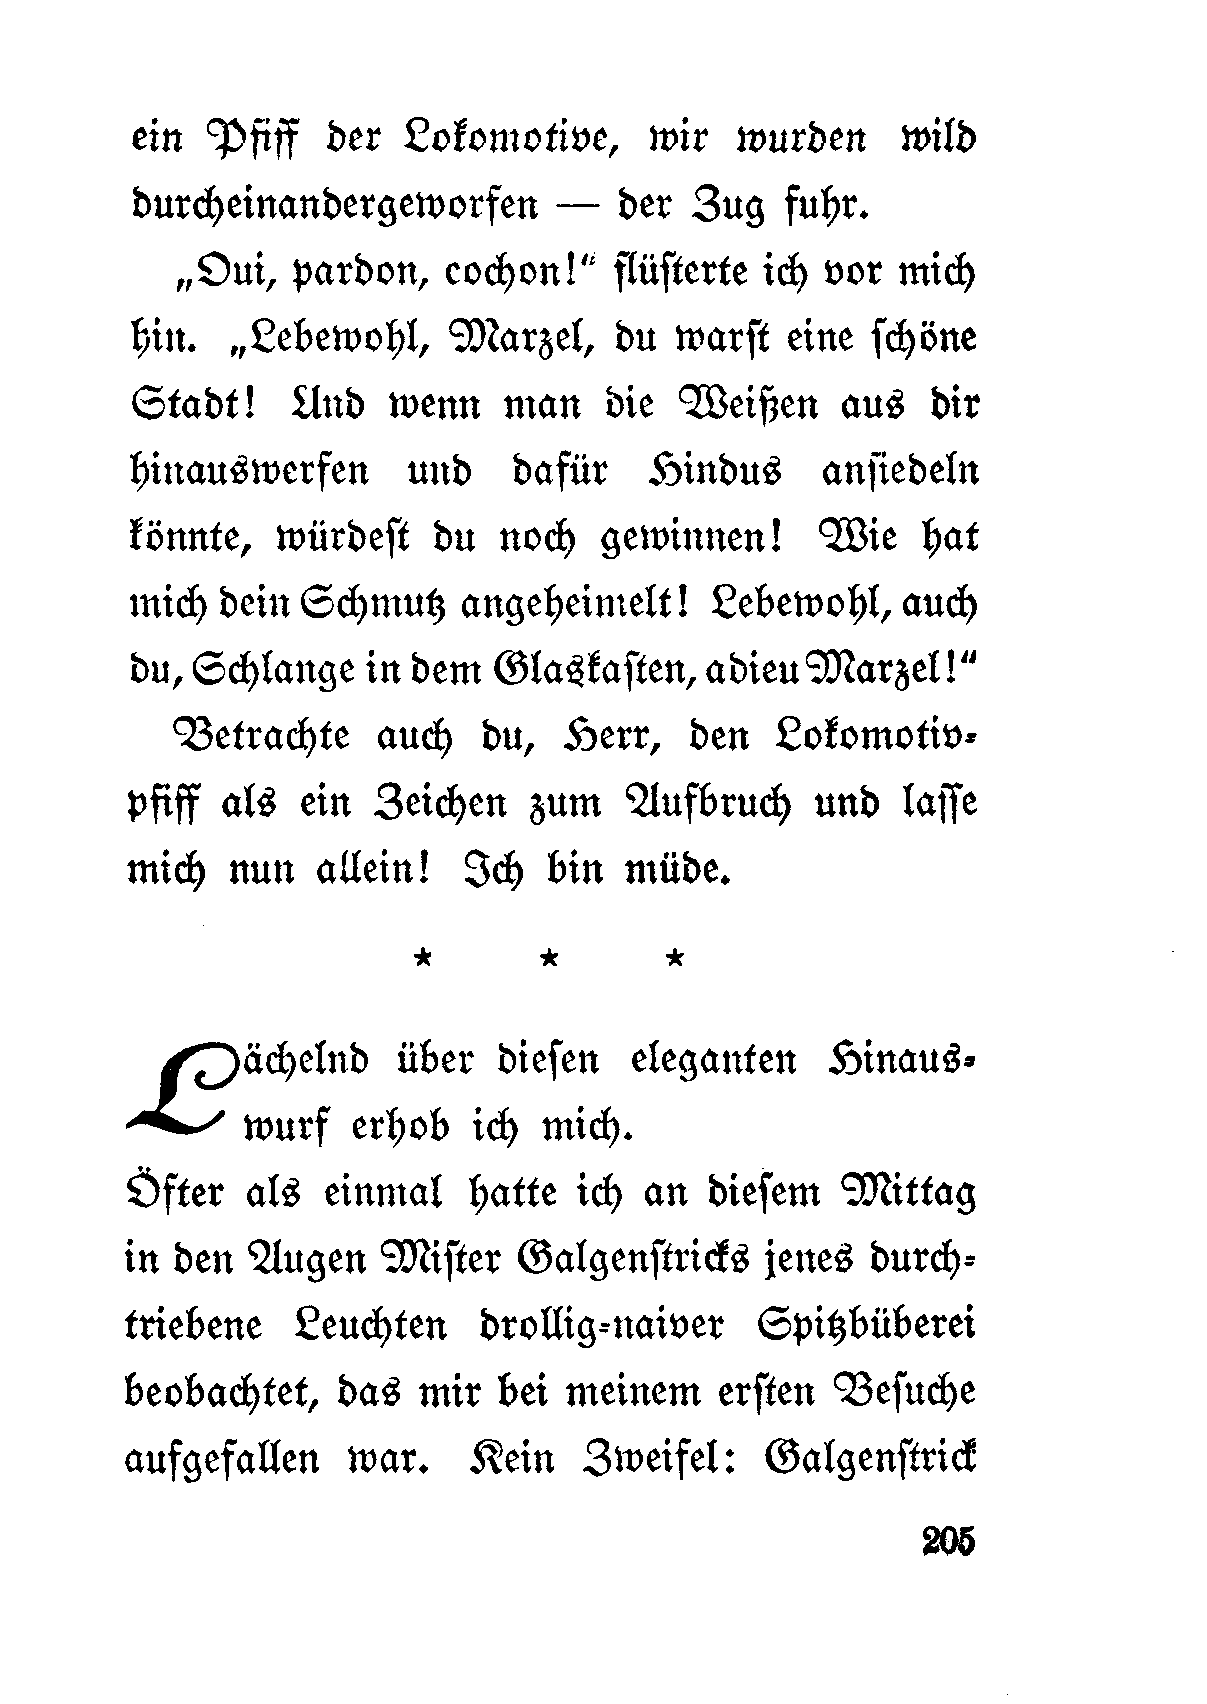 ein Pfiff der Lokomotive, wir wurden wild
durcheinandergeworfen — der Zug fuhr.
„Oui, pardon, cochon!“ flüſterte ich vor mich
hin. „Lebewohl, Marzel, du warſt eine ſchöne
Stadt! Und wenn man die Weißen aus dir
hinauswerfen und dafür Hindus anſiedeln
könnte, würdeſt du noch gewinnen! Wie hat
mich dein Schmutz angeheimelt! Lebewohl, auch
du, Schlange in dem Glaskaſten, adieu Marzel!“
Betrachte auch du, Herr, den Lokomotiv-
pfiff als ein Zeichen zum Aufbruch und laſſe
mich nun allein! Ich bin müde.
* * *
Lächelnd über dieſen eleganten Hinaus-
wurf erhob ich mich.
Öfter als einmal hatte ich an dieſem Mittag
in den Augen Miſter Galgenſtricks jenes durch-
triebene Leuchten drollig-naiver Spitzbüberei
beobachtet, das mir bei meinem erſten Beſuche
aufgefallen war. Kein Zweifel: Galgenſtrick
205